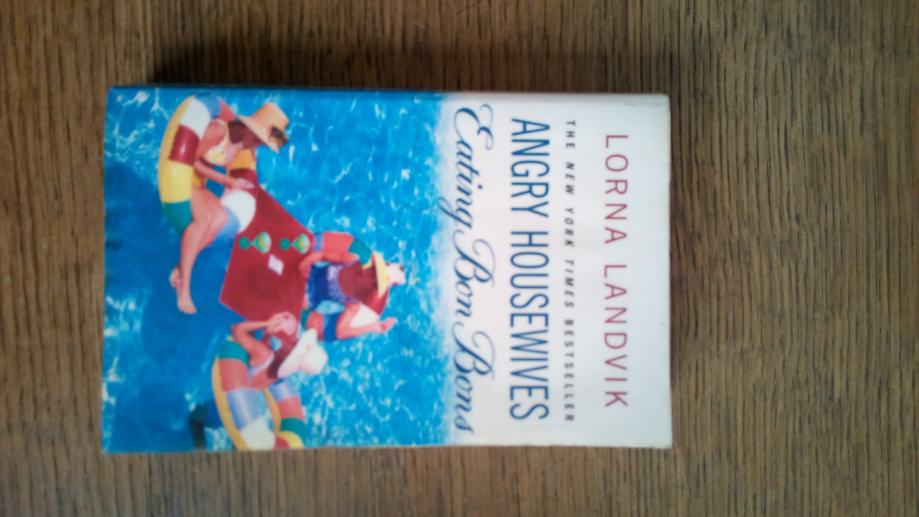 LORNA LANDVIK
THE NEW YORK TIMES BESTSELLER
ANGRY HOUSEWIVES
Eating Bon Bons